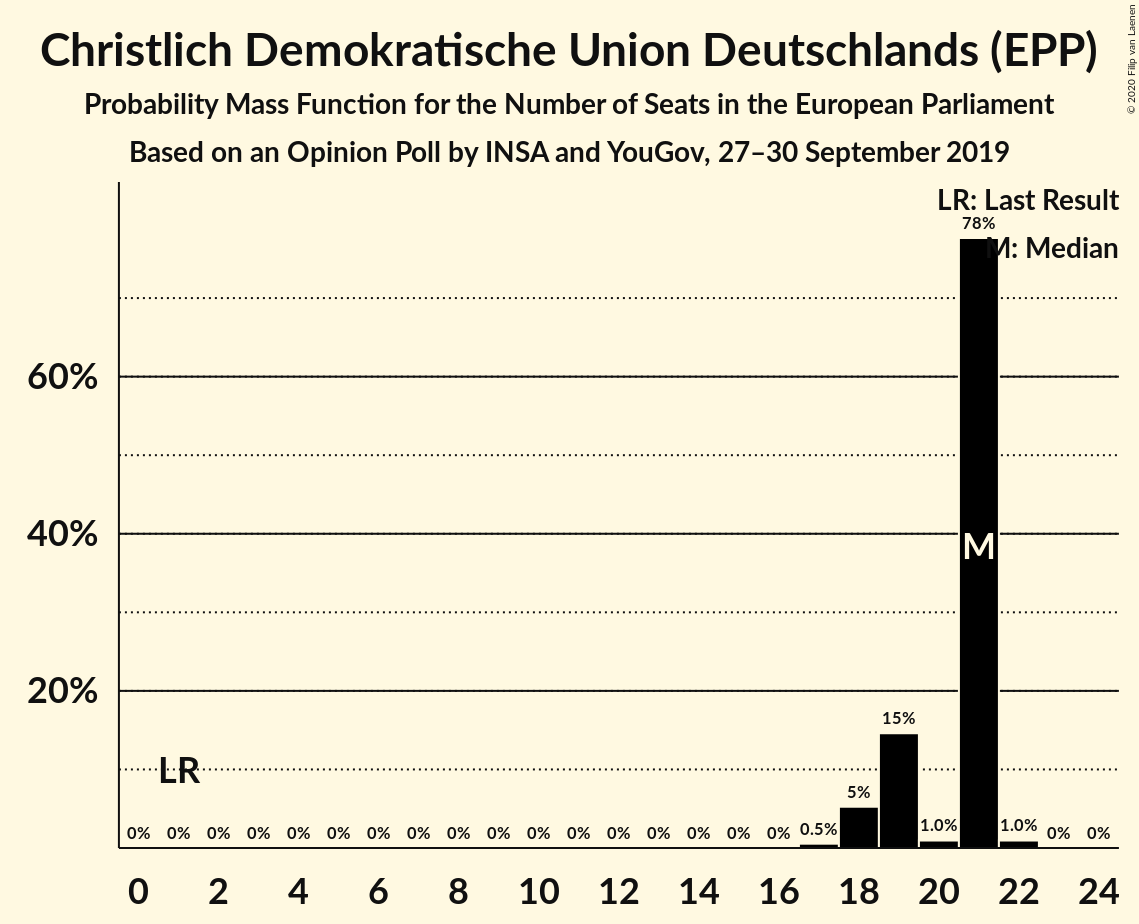 Christlich Demokratische Union Deutschlands (EPP)
Probability Mass Function for the Number of Seats in the European Parliament
Based on an Opinion Poll by INSA and YouGov, 27–30 September 2019
© 2020 Filip van Laenen
LR: Last Result
78%
M: Median
60%
40%
M
20%
15%
LR
5%
0% 0% 0% 0% 0% 0% 0% 0% 0% 0% 0% 0% 0% 0% 0% 0% 0% 0.5% 1.0% 1.0% 0% 0%
0 2 4 6 8 10 12 14 16 18 20 22 24